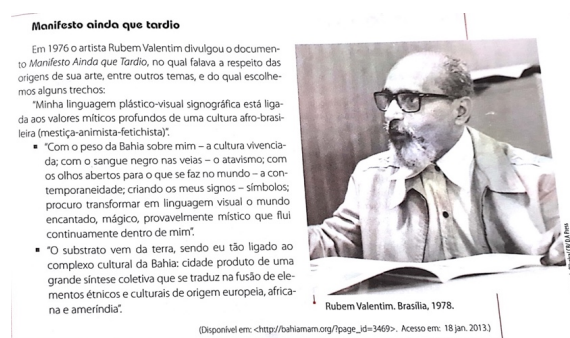 Manifesto ainda que tardio
Em 1976 o artista Rubem Valentim divulgou o documen-
to Manifesto Ainda que Tardio, no qual falava a respeito das
origens de sua arte, entre outros temas, e do qual escolhe-
mos alguns trechos:
"Minha linguagem plástico-visual signográfica está liga-
da aos valores míticos profundos de uma cultura afro-brasi-
leira (mestiça-animista-fetichista)".
▪ "Com o peso da Bahia sobre mim – a cultura vivencia-
da; com o sangue negro nas veias – o atavismo; com
os olhos abertos para o que se faz no mundo – a con-
temporaneidade; criando os meus signos – símbolos;
procuro transformar em linguagem visual o mundo
encantado, mágico, provavelmente místico que flui
continuamente dentro de mim".
▪ "O substrato vem da terra, sendo eu tão ligado ao
complexo cultural da Bahia: cidade produto de uma
grande síntese coletiva que se traduz na fusão de ele-
mentos étnicos e culturais de origem europeia, africa-
na e ameríndia".
Rubem Valentim. Brasília, 1978.
(Disponível em: <http://bahiamam.org/?page_id=3469>. Acesso em: 18 jan. 2013.)